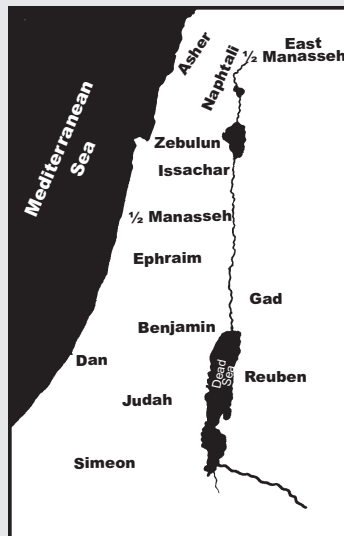 East
½ Manasseh
Asher
Naphtali
Mediterranean
Sea
Zebulun
Issachar
½ Manasseh
Ephraim
Gad
Benjamin
Dan
Dead
Sea
Reuben
Judah
Simeon